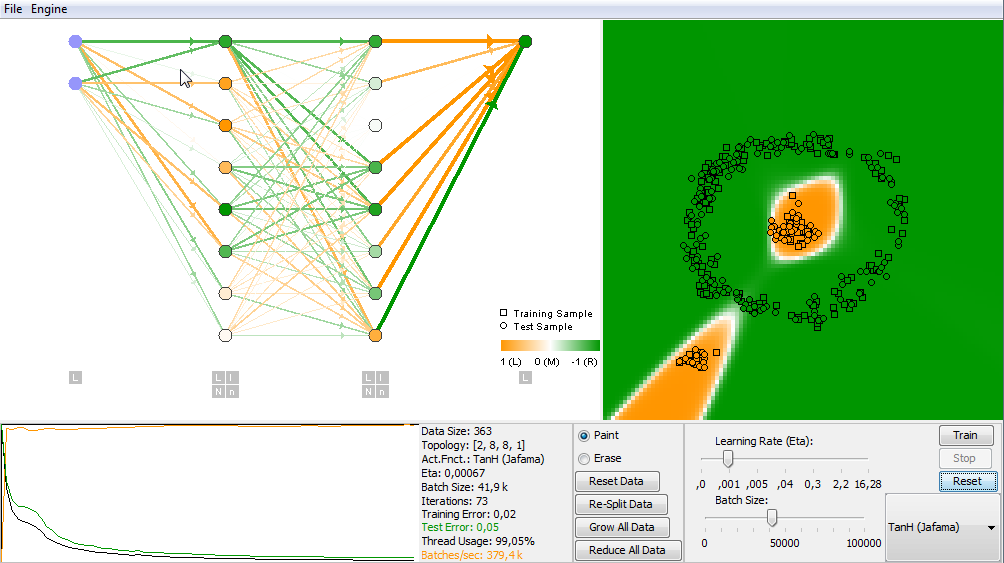 File Engine
Training Sample
Test Sample
1 (L) 0 (M) -1 (R)
L L I L I L
N n N n
Data Size: 363
Topology: [2, 8, 8, 1]
Act.Fnct.: TanH (Jafama)
Eta: 0,00067
Batch Size: 41,9 k
Iterations: 73
Training Error: 0,02
Test Error: 0,05
Thread Usage: 99,05%
Batches/sec: 379,4 k
Paint
Erase
Reset Data
Re-Split Data
Grow All Data
Reduce All Data
Learning Rate (Eta):
,0 ,001 ,005 ,04 0,3 2,2 16,28
Batch Size:
0 50000 100000
Train
Stop
Reset
TanH (Jafama)